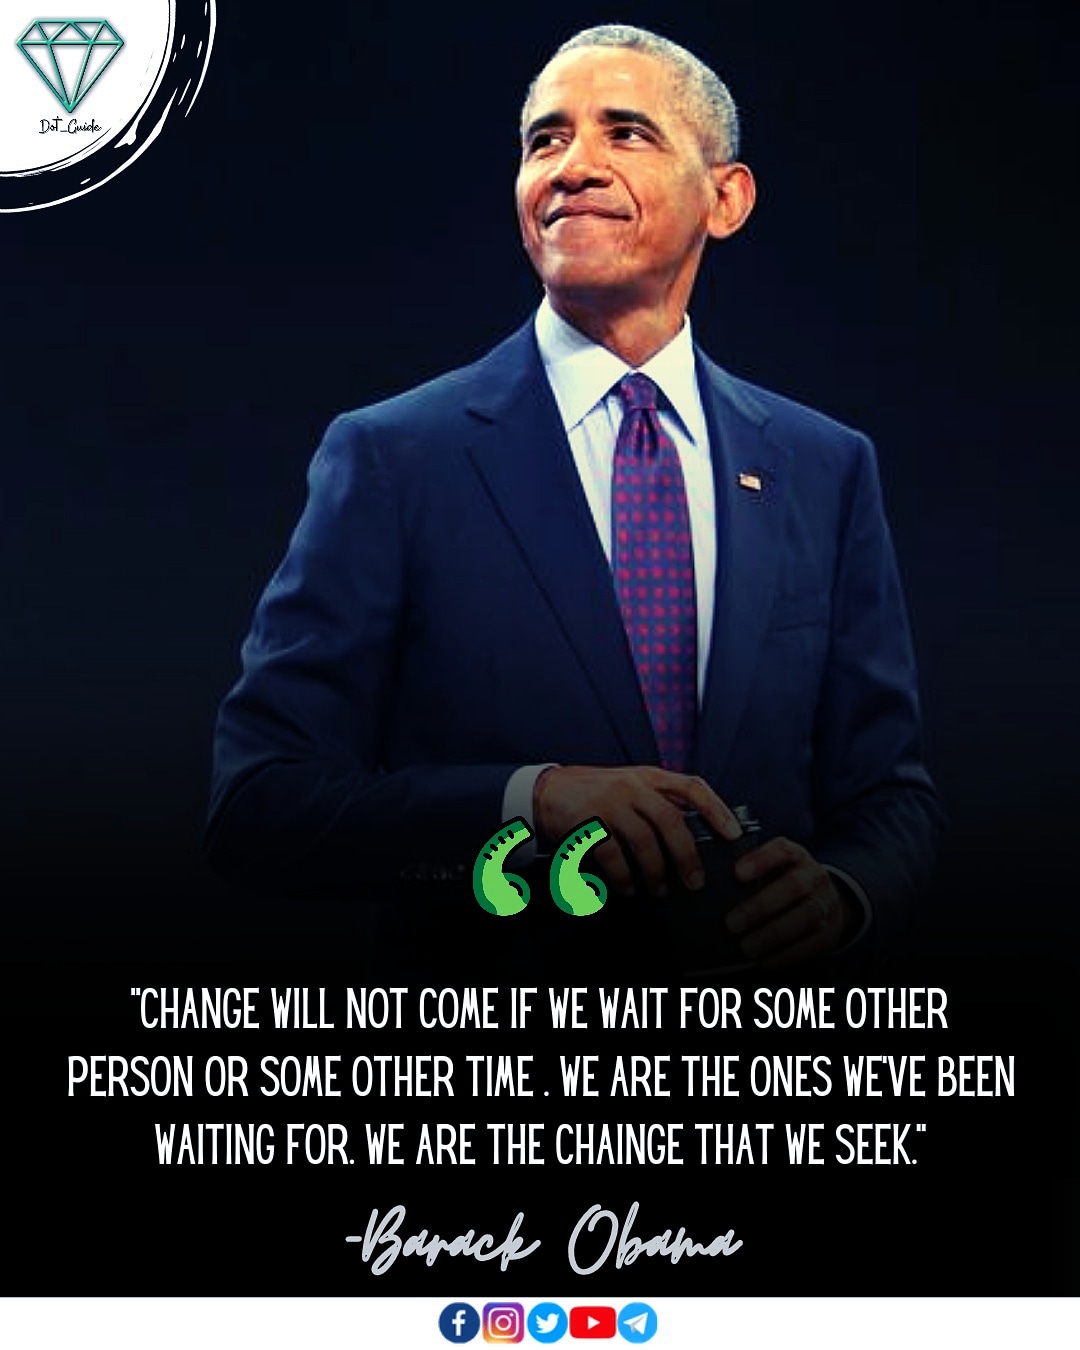 Dot_Guide
"CHANGE WILL NOT COME IF WE WAIT FOR SOME OTHER
PERSON OR SOME OTHER TIME . WE ARE THE ONES WE'VE BEEN
WAITING FOR. WE ARE THE CHAINGE THAT WE SEEK."
-Barack Obama